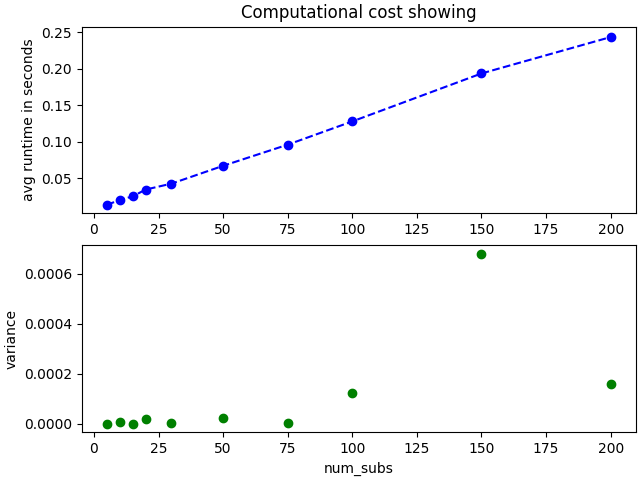 Computational cost showing
avg runtime in seconds
0.25
0.20
0.15
0.10
0.05
0 25 50 75 100 125 150 175 200
variance
0.0006
0.0004
0.0002
0.0000
0 25 50 75 100 125 150 175 200
num_subs